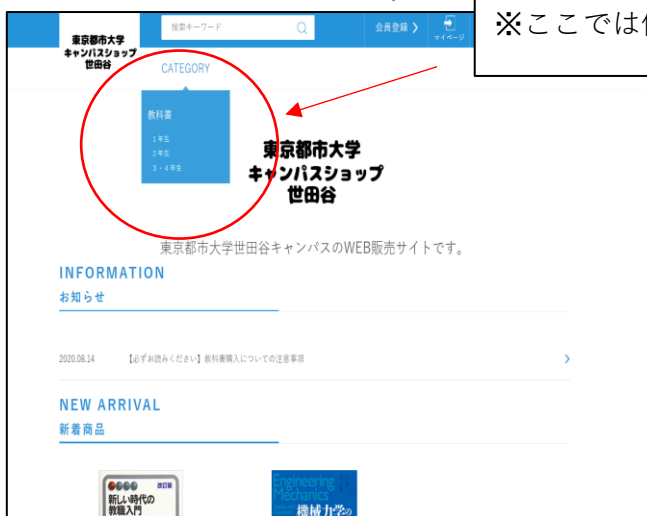 ※ここでは
東京都市大学
キャンパスショップ
世田谷
検索キーワード
会員登録 》
マイページ
CATEGORY
教科書
1年生
2年生
3・4年生
東京都市大学
キャンパスショップ
世田谷
東京都市大学世田谷キャンパスのWEB販売サイトです。
INFORMATION
お知らせ
2020.08.14 【必ずお読みください】教科書購入についての注意事項
NEW ARRIVAL
新着商品
改訂版
新しい時代の
教職入門
Engineering
Mechanics
機械力学の